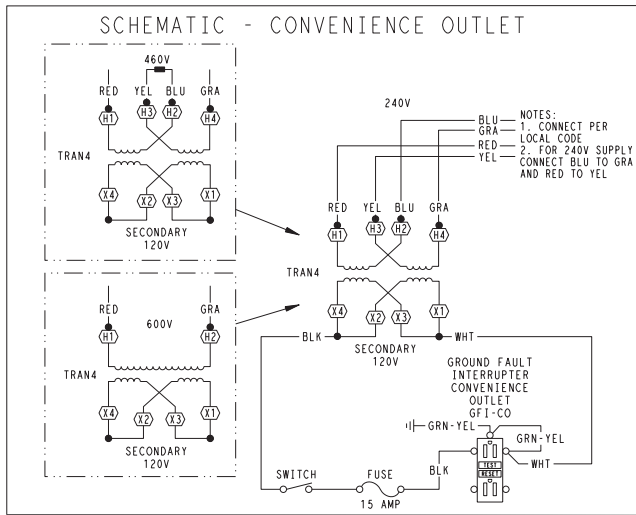 SCHEMATIC - CONVENIENCE OUTLET
460V
RED YEL BLU GRA
H1 H3 H2 H4
TRAN4
X4 X2 X3 X1
SECONDARY
120V
RED 600V GRA
H1 H2
TRAN4
X4 X2 X3 X1
SECONDARY
120V
240V
BLU
GRA
RED
YEL
NOTES:
1. CONNECT PER
LOCAL CODE
2. FOR 240V SUPPLY
CONNECT BLU TO GRA
AND RED TO YEL
RED YEL BLU GRA
H1 H3 H2 H4
TRAN4
X4 X2 X3 X1
BLK WHT
SECONDARY
120V
GROUND FAULT
INTERRUPTER
CONVENIENCE
OUTLET
GFI-CO
GRN-YEL
GRN-YEL
WHT
BLK
TEST
RESET
SWITCH FUSE
15 AMP